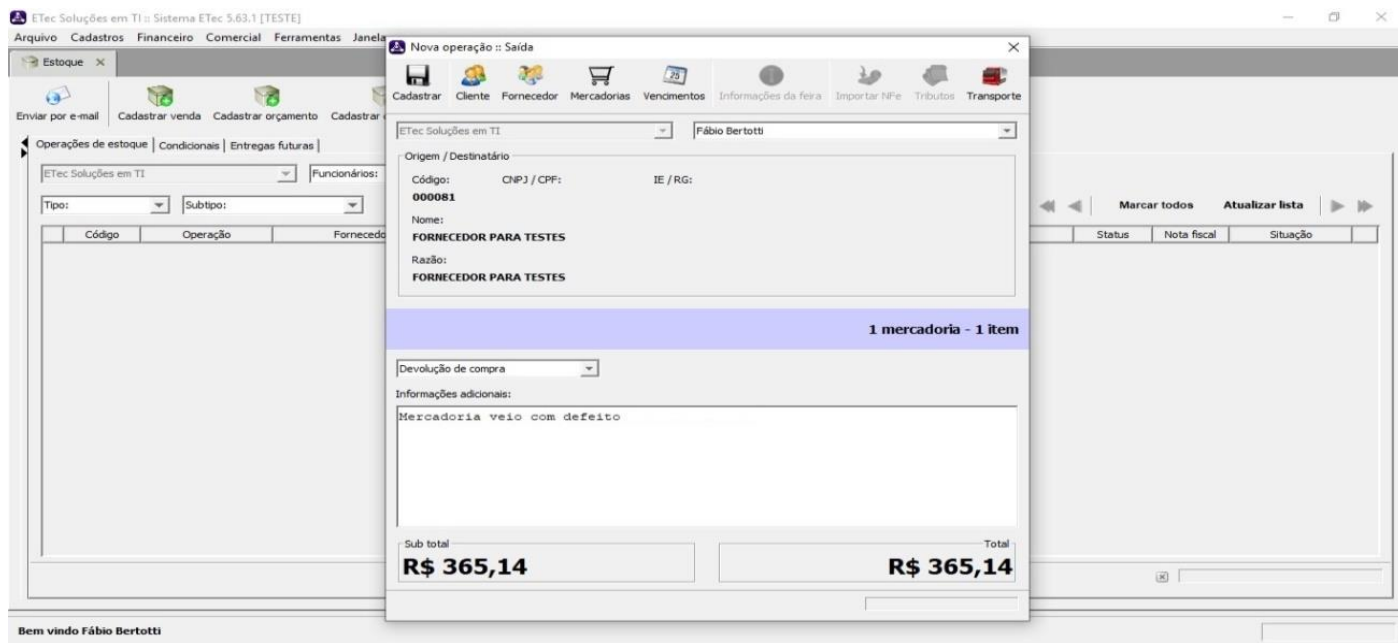 ETec Soluções em TI :: Sistema ETec 5.63.1 [TESTE]
Arquivo Cadastros Financeiro Comercial Ferramentas Janela
Estoque
Enviar por e-mail Cadastrar venda Cadastrar orçamento Cadastrar
Operações de estoque Condicionais Entregas futuras
ETec Soluções em TI Funcionários:
Tipo: Subtipo: Marcar todos Atualizar lista
Código Operação Fornecedo Status Nota fiscal Situação
Nova operação :: Saída
Cadastrar Cliente Fornecedor Mercadorias Vencimentos Informações da feira Importar NFe Tributos Transporte
25
ETec Soluções em TI Fábio Bertotti
Origem / Destinatário
Código: CNPJ / CPF: IE / RG:
000081
Nome:
FORNECEDOR PARA TESTES
Razão:
FORNECEDOR PARA TESTES
1 mercadoria - 1 item
Devolução de compra
Informações adicionais:
Mercadoria veio com defeito
Sub total Total
R$ 365,14 R$ 365,14
Bem vindo Fábio Bertotti